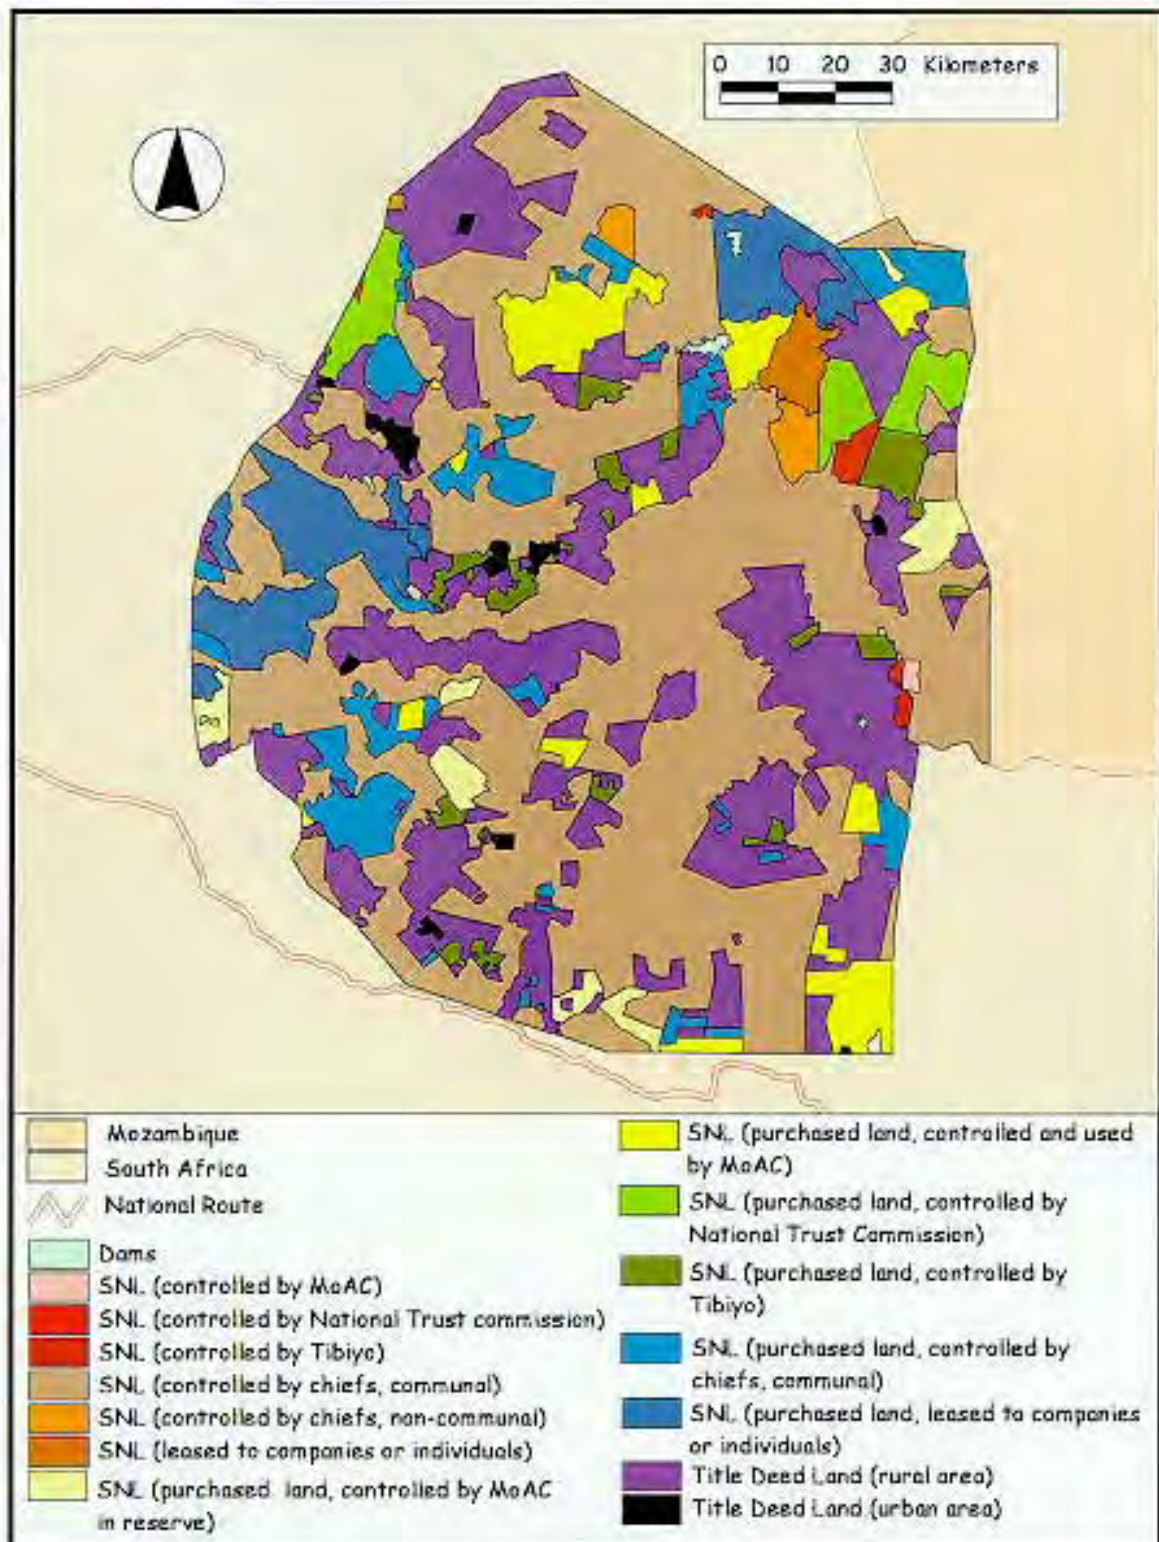 0 10 20 30 Kilometers
Mozambique
South Africa
National Route
Dams
SNL (controlled by MoAC)
SNL (controlled by National Trust commission)
SNL (controlled by Tibiyo)
SNL (controlled by chiefs, communal)
SNL (controlled by chiefs, non-communal)
SNL (leased to companies or individuals)
SNL (purchased land, controlled by MoAC
in reserve)
SNL (purchased land, controlled and used
by MoAC)
SNL (purchased land, controlled by
National Trust Commission)
SNL (purchased land, controlled by
Tibiyo)
SNL (purchased land, controlled by
chiefs, communal)
SNL (purchased land, leased to companies
or individuals)
Title Deed Land (rural area)
Title Deed Land (urban area)